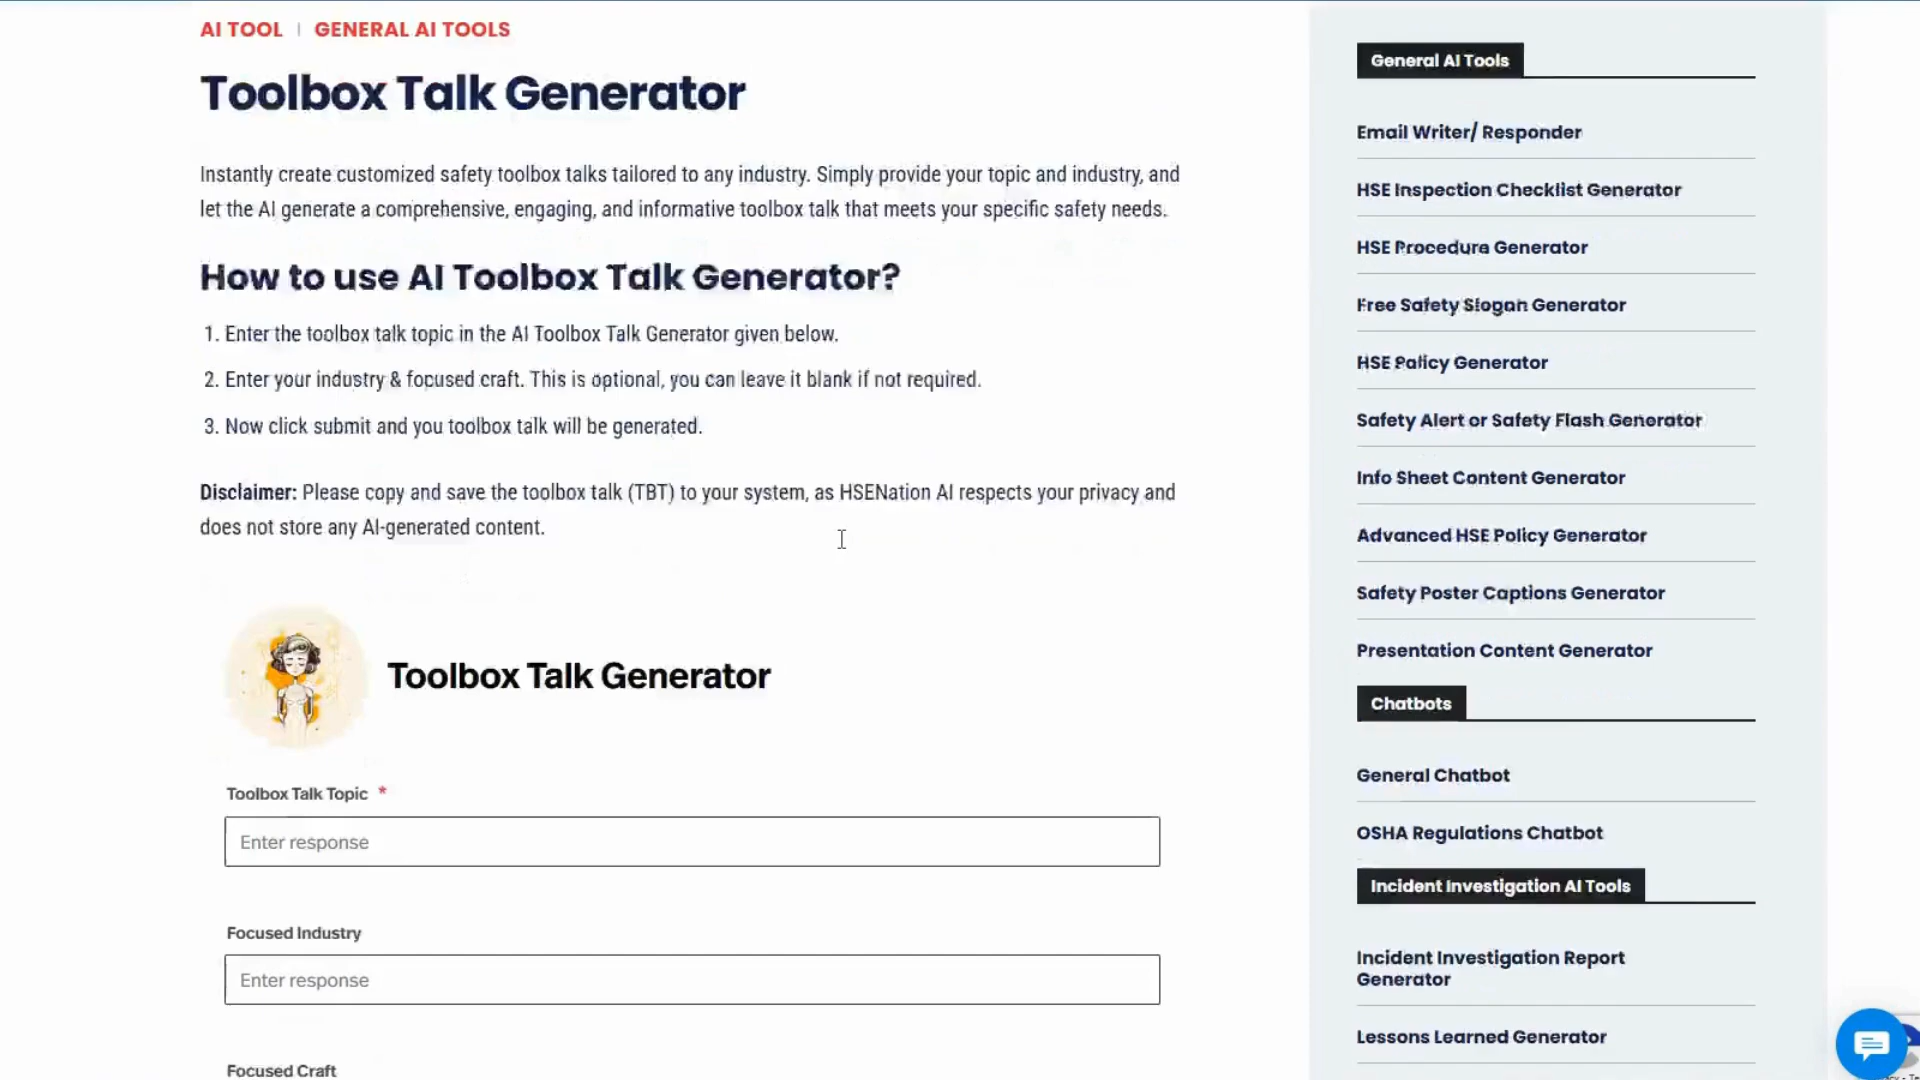 AI TOOL | GENERAL AI TOOLS
Toolbox Talk Generator
Instantly create customized safety toolbox talks tailored to any industry. Simply provide your topic and industry, and
let the AI generate a comprehensive, engaging, and informative toolbox talk that meets your specific safety needs.
How to use AI Toolbox Talk Generator?
1. Enter the toolbox talk topic in the AI Toolbox Talk Generator given below.
2. Enter your industry & focused craft. This is optional, you can leave it blank if not required.
3. Now click submit and you toolbox talk will be generated.
Disclaimer: Please copy and save the toolbox talk (TBT) to your system, as HSENation AI respects your privacy and
does not store any AI-generated content.
Toolbox Talk Generator
Toolbox Talk Topic *
Enter response
Focused Industry
Enter response
Focused Craft
General AI Tools
Email Writer/ Responder
HSE Inspection Checklist Generator
HSE Procedure Generator
Free Safety Slogan Generator
HSE Policy Generator
Safety Alert or Safety Flash Generator
Info Sheet Content Generator
Advanced HSE Policy Generator
Safety Poster Captions Generator
Presentation Content Generator
Chatbots
General Chatbot
OSHA Regulations Chatbot
Incident Investigation AI Tools
Incident Investigation Report
Generator
Lessons Learned Generator